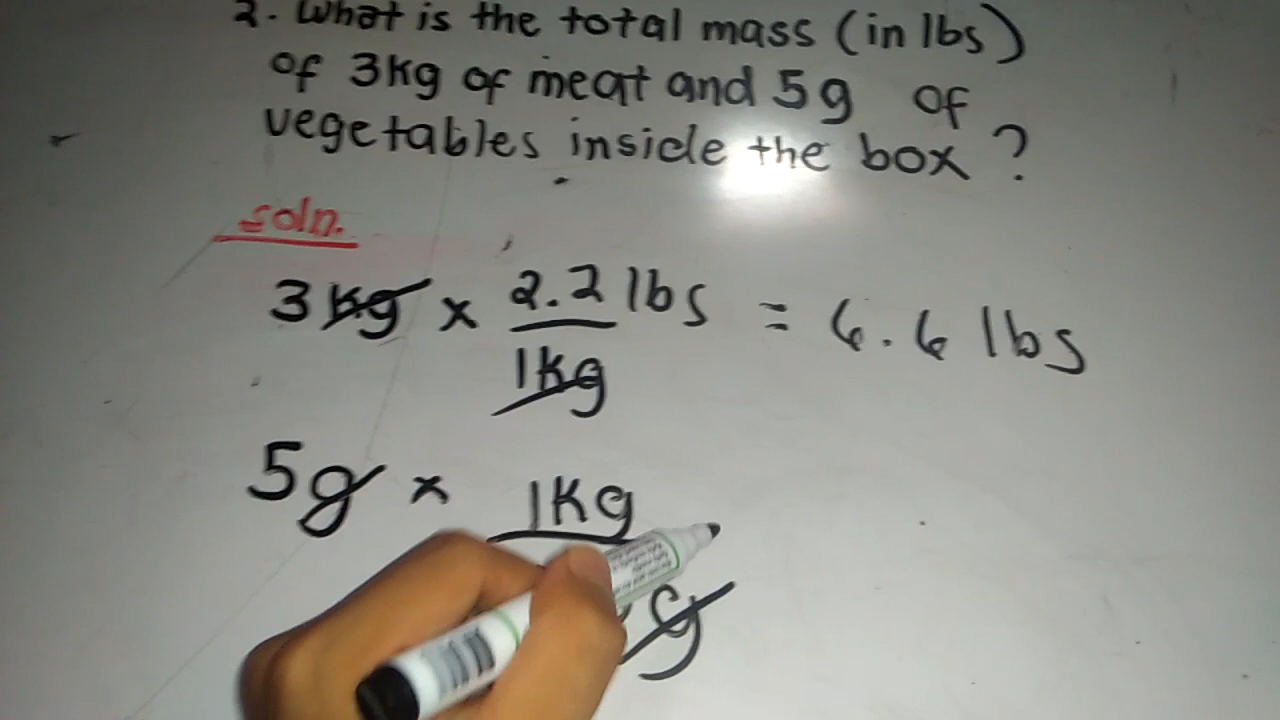 2. What is the total mass (in lbs)
of 3kg of meat and 5g of
vegetables inside the box?
soln.
3 kg x 2.2 lbs = 6.6 lbs
1kg
5g x 1kg
g